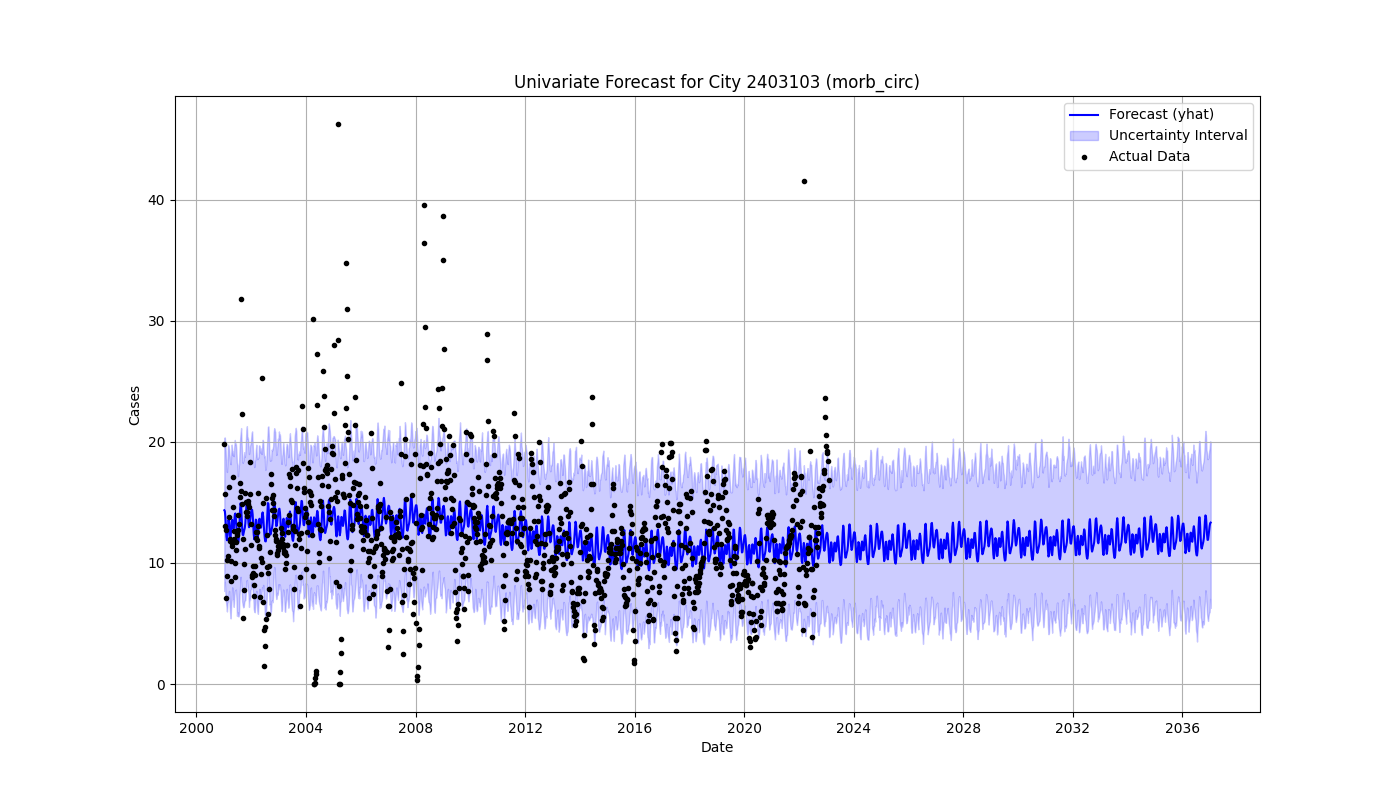 Univariate Forecast for City 2403103 (morb_circ)
Forecast (yhat)
Uncertainty Interval
Actual Data
Cases
40
30
20
10
0
2000 2004 2008 2012 2016 2020 2024 2028 2032 2036
Date